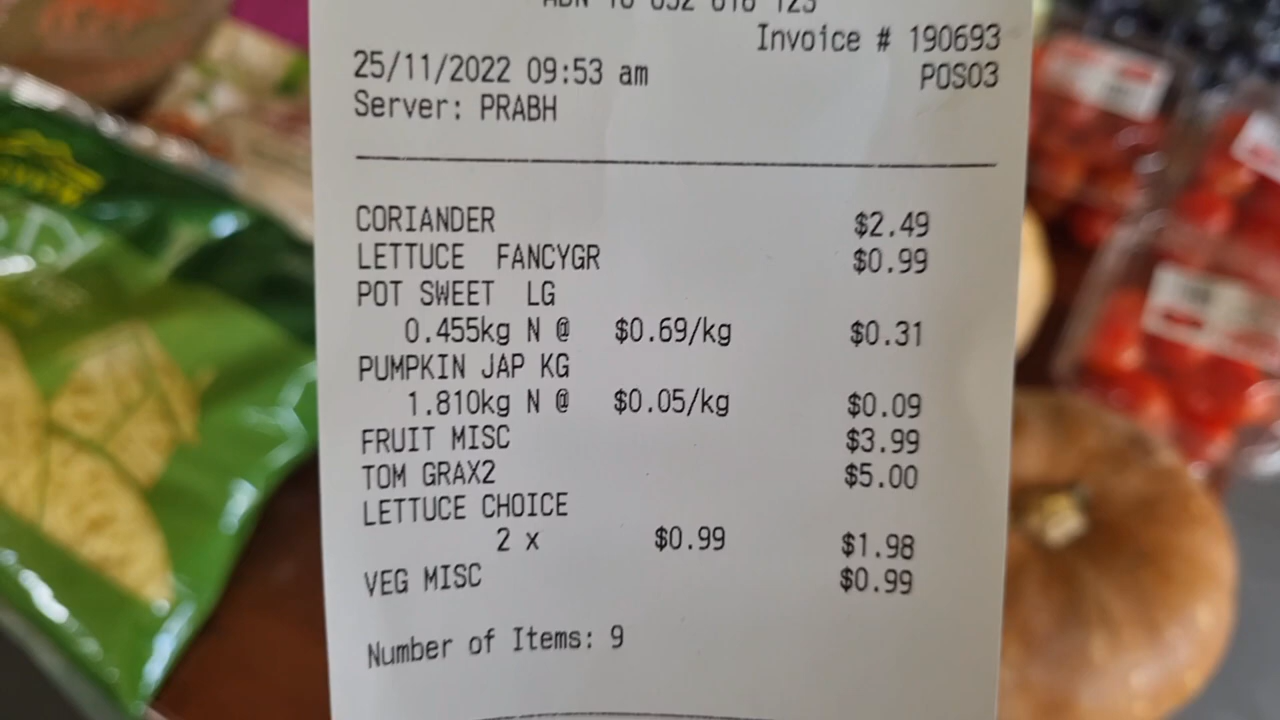 Invoice # 190693
25/11/2022 09:53 am POS03
Server: PRABH
CORIANDER $2.49
LETTUCE FANCYGR $0.99
POT SWEET LG
0.455kg N @ $0.69/kg $0.31
PUMPKIN JAP KG
1.810kg N @ $0.05/kg $0.09
FRUIT MISC $3.99
TOM GRAX2 $5.00
LETTUCE CHOICE
2 x $0.99 $1.98
VEG MISC $0.99
Number of Items: 9